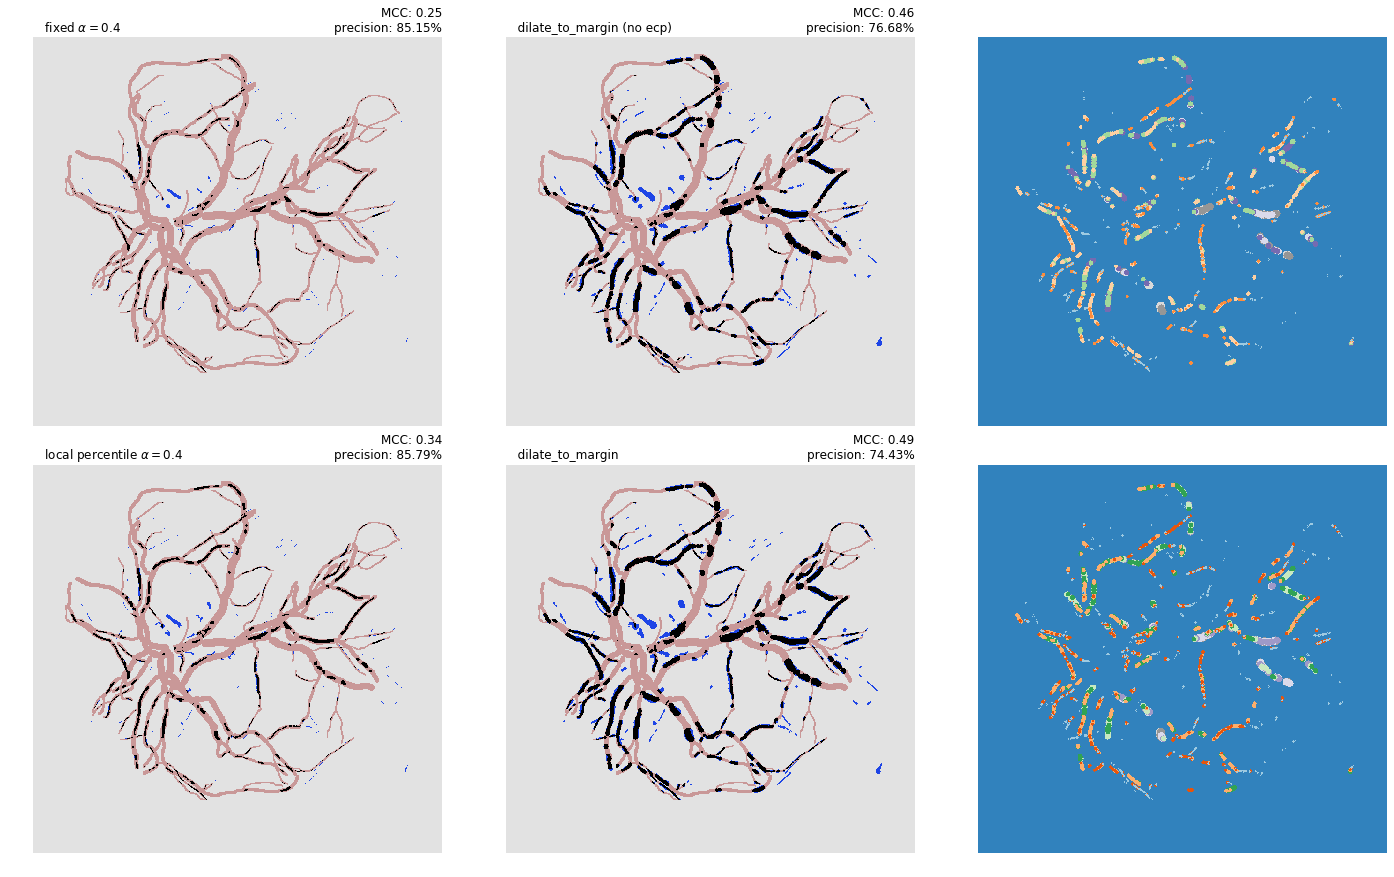 MCC: 0.25
fixed α = 0.4 precision: 85.15%
MCC: 0.46
dilate_to_margin (no ecp) precision: 76.68%
MCC: 0.34
local percentile α = 0.4 precision: 85.79%
MCC: 0.49
dilate_to_margin precision: 74.43%